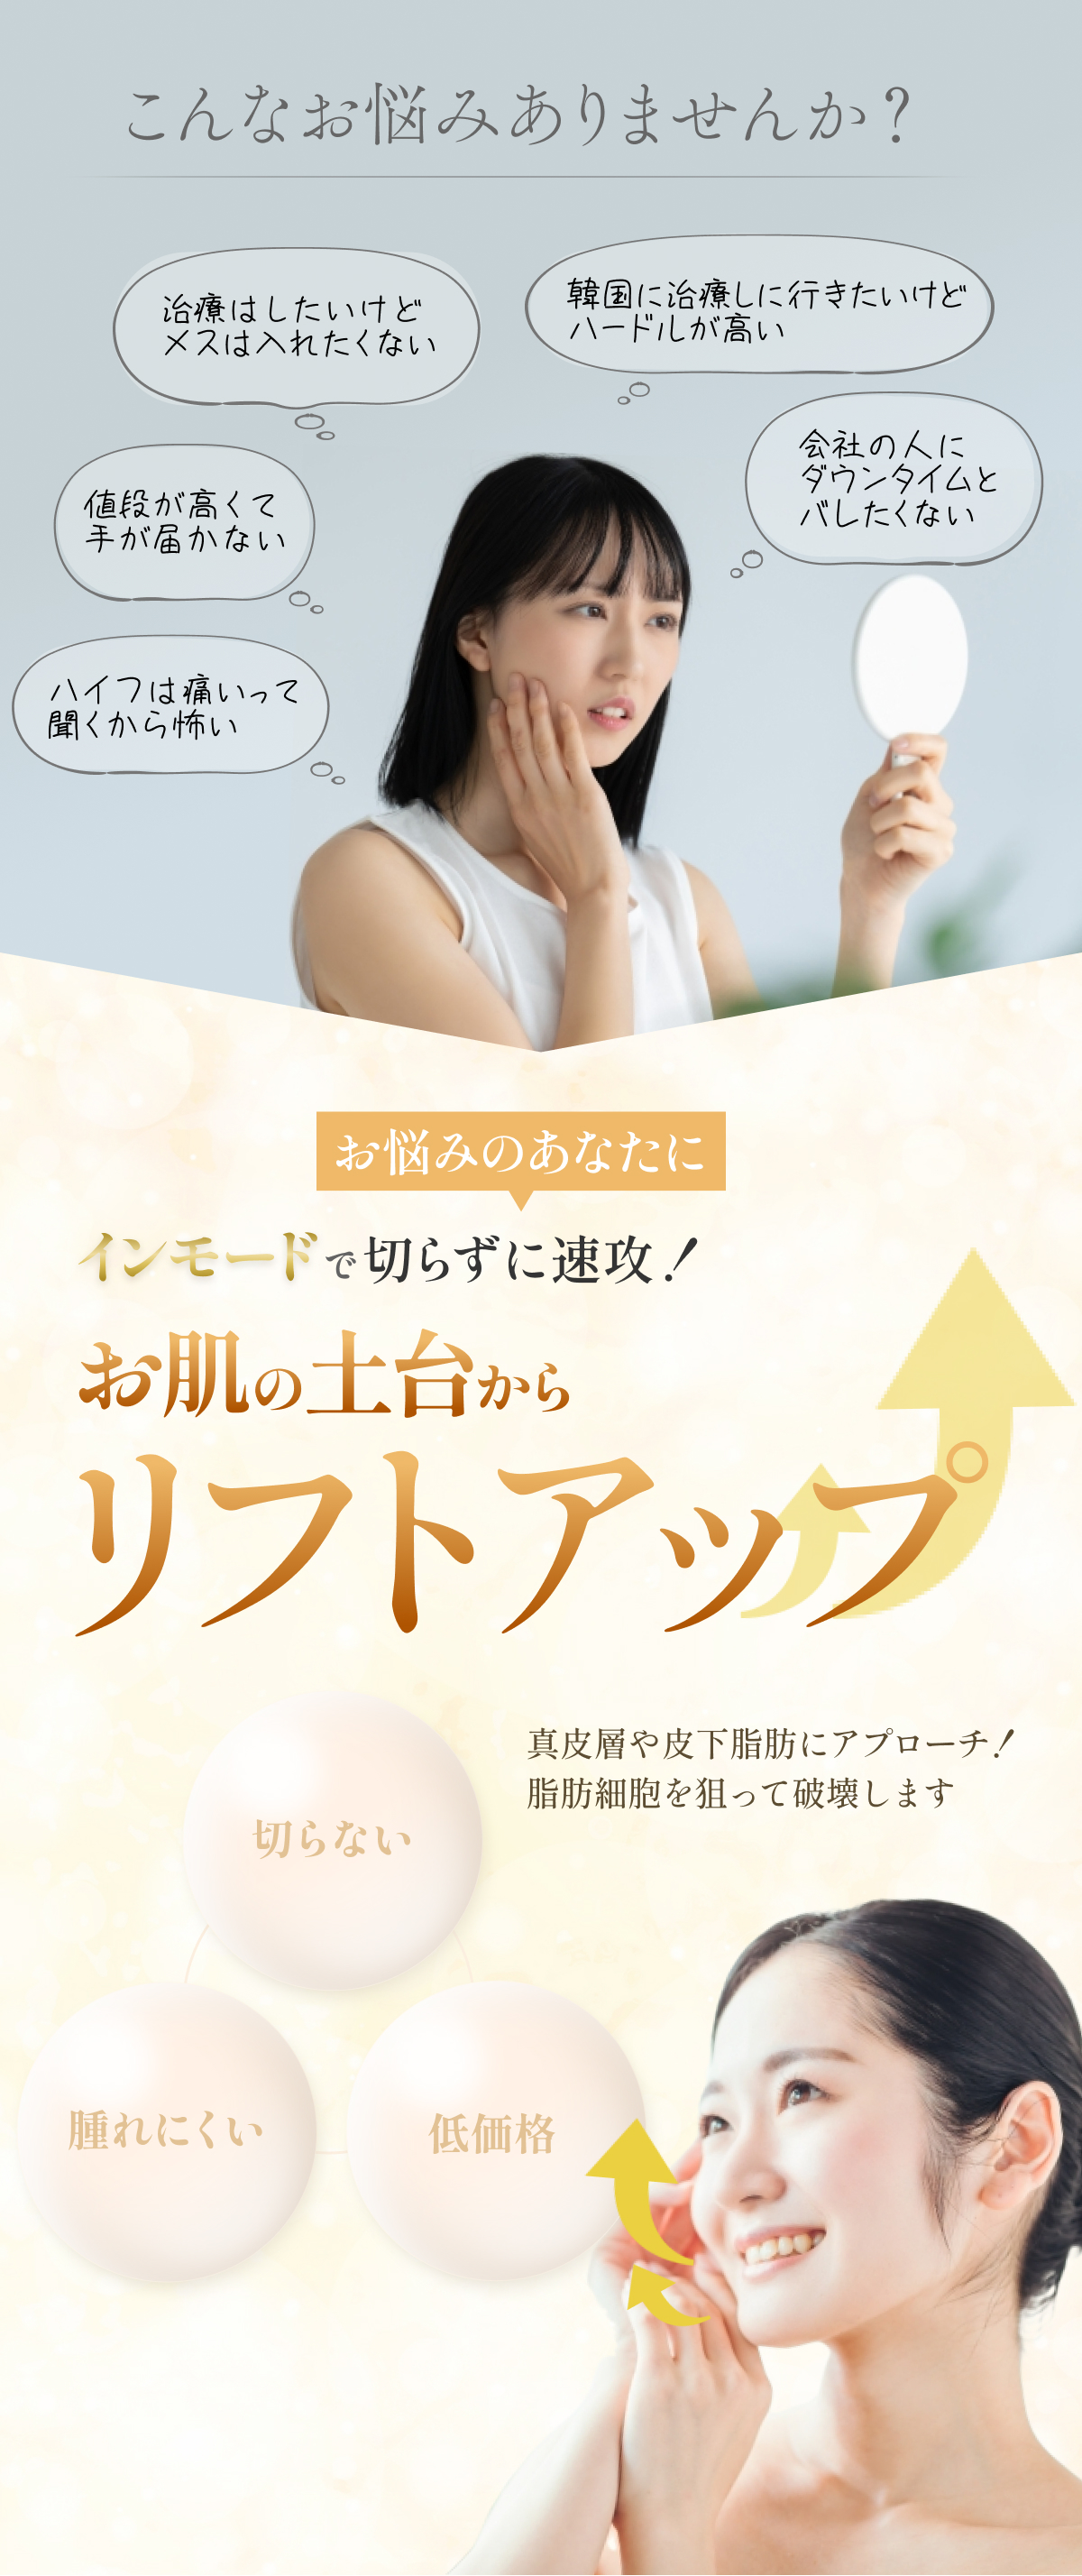 こんなお悩みありませんか？
治療はしたいけど
メスは入れたくない
韓国に治療しに行きたいけど
ハードルが高い
会社の人に
ダウンタイムと
バレたくない
値段が高くて
手が届かない
ハイフは痛いって
聞くから怖い
お悩みのあなたに
インモードで切らずに速攻！
お肌の土台から
リフトアップ
真皮層や皮下脂肪にアプローチ！
脂肪細胞を狙って破壊します
切らない
腫れにくい
低価格